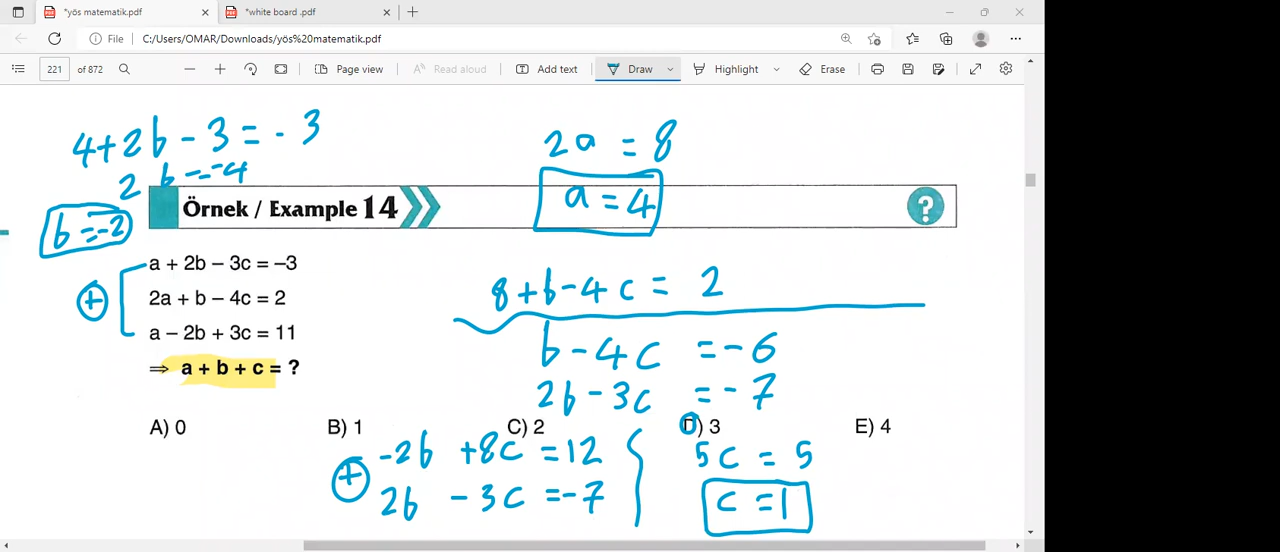 *yös matematik.pdf
*white board .pdf
File C:/Users/OMAR/Downloads/yös%20matematik.pdf
221 of 872 Page view Read aloud Add text Draw Highlight Erase
4+2b-3=-3
2b=-4
b=-2
2a=8
a=4
Örnek / Example 14 ?
a + 2b − 3c = −3
2a + b − 4c = 2
a − 2b + 3c = 11
⇒ a + b + c = ?
+
8+b-4c=2
b-4c=-6
2b-3c=-7
A) 0 B) 1 C) 2 D) 3 E) 4
-2b+8c=12
+
2b-3c=-7
5c=5
c=1